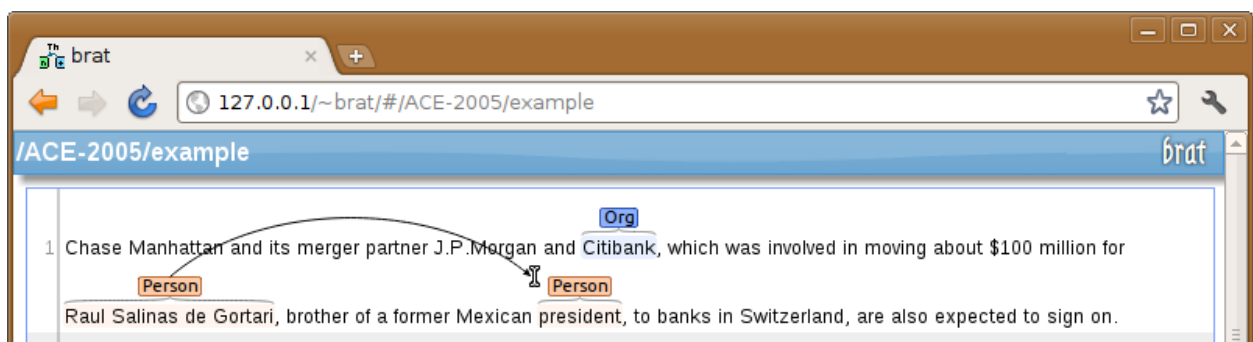 Th
n e brat
127.0.0.1/~brat/#/ACE-2005/example
/ACE-2005/example brat
Org
1 Chase Manhattan and its merger partner J.P.Morgan and Citibank, which was involved in moving about $100 million for
Person Person
Raul Salinas de Gortari, brother of a former Mexican president, to banks in Switzerland, are also expected to sign on.